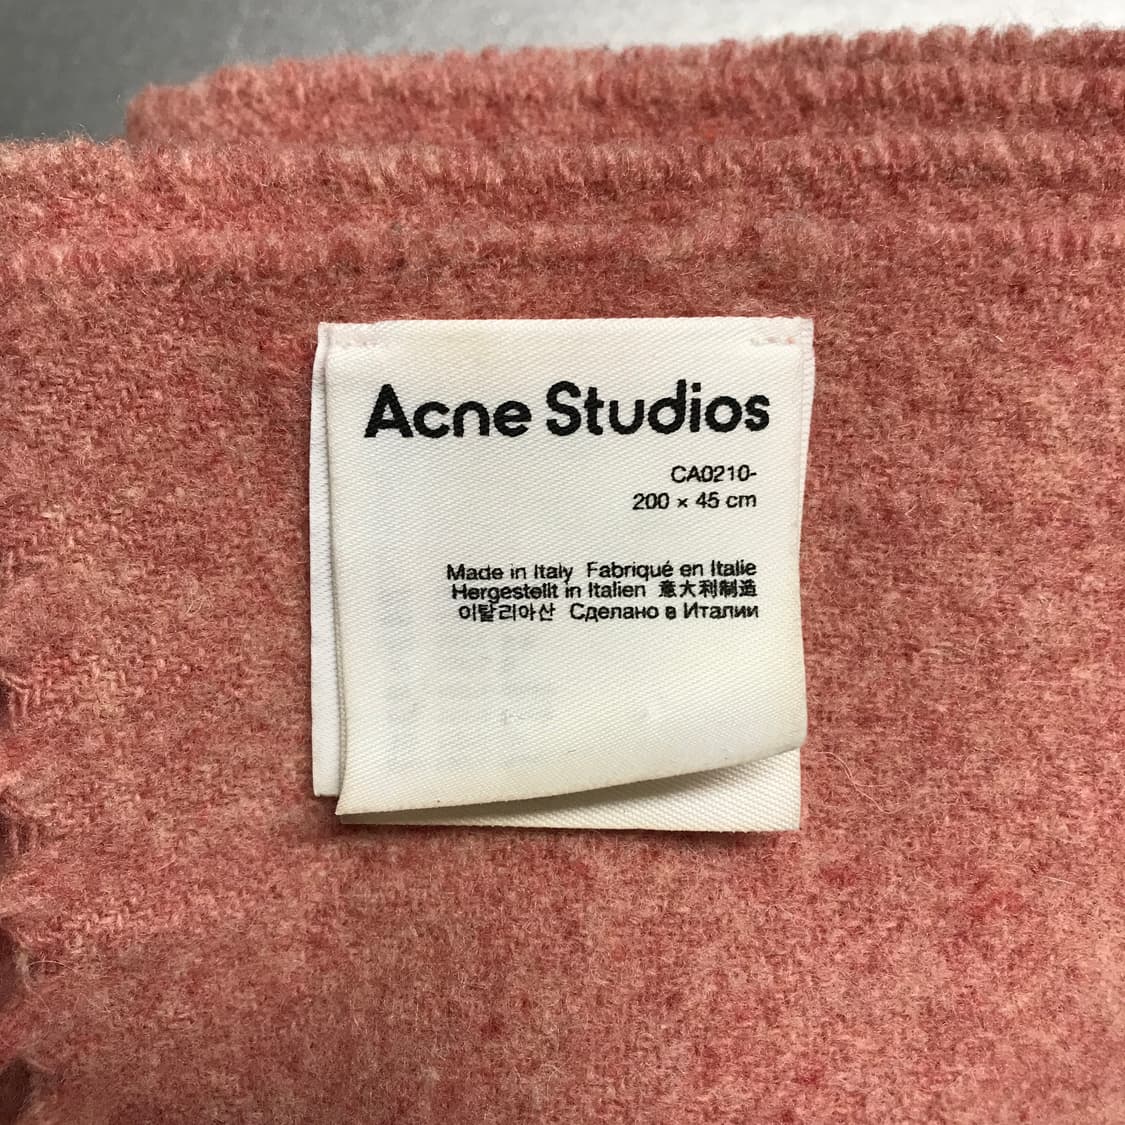 Acne Studios
CA0210-
200 × 45 cm
Made in Italy Fabriqué en Italie
Hergestellt in Italien 意大利制造
이탈리아산 Сделано в Италии